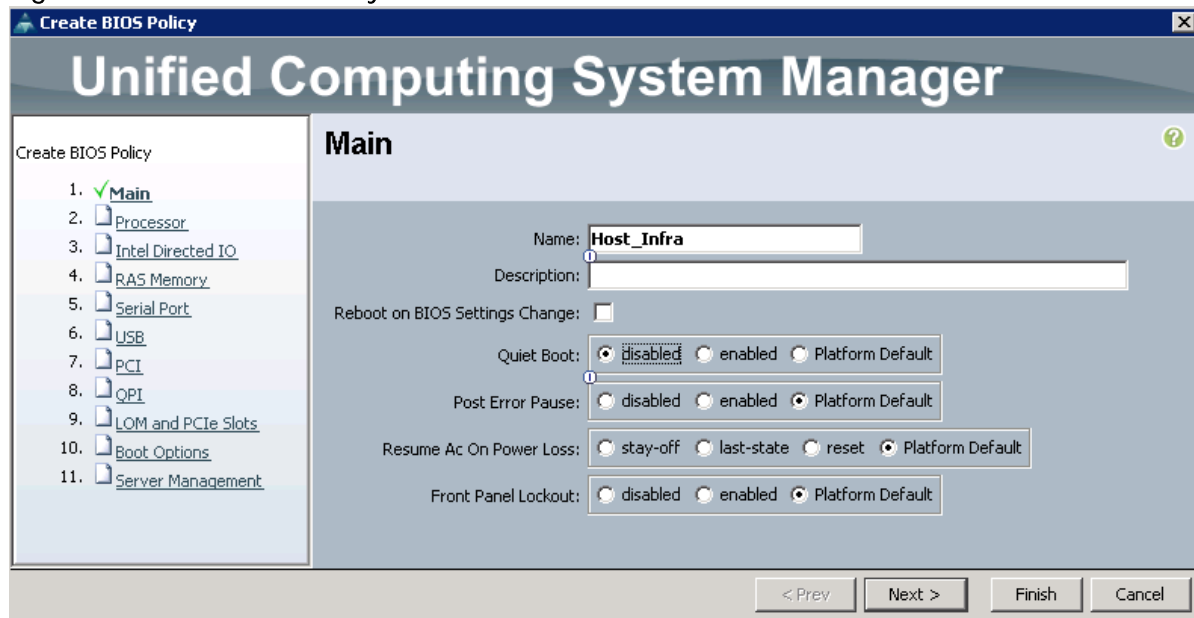 Create BIOS Policy
Unified Computing System Manager
Create BIOS Policy
1. Main
2. Processor
3. Intel Directed IO
4. RAS Memory
5. Serial Port
6. USB
7. PCI
8. QPI
9. LOM and PCIe Slots
10. Boot Options
11. Server Management
Main
Name: Host_Infra
Description:
Reboot on BIOS Settings Change:
Quiet Boot: disabled enabled Platform Default
Post Error Pause: disabled enabled Platform Default
Resume Ac On Power Loss: stay-off last-state reset Platform Default
Front Panel Lockout: disabled enabled Platform Default
< Prev Next > Finish Cancel